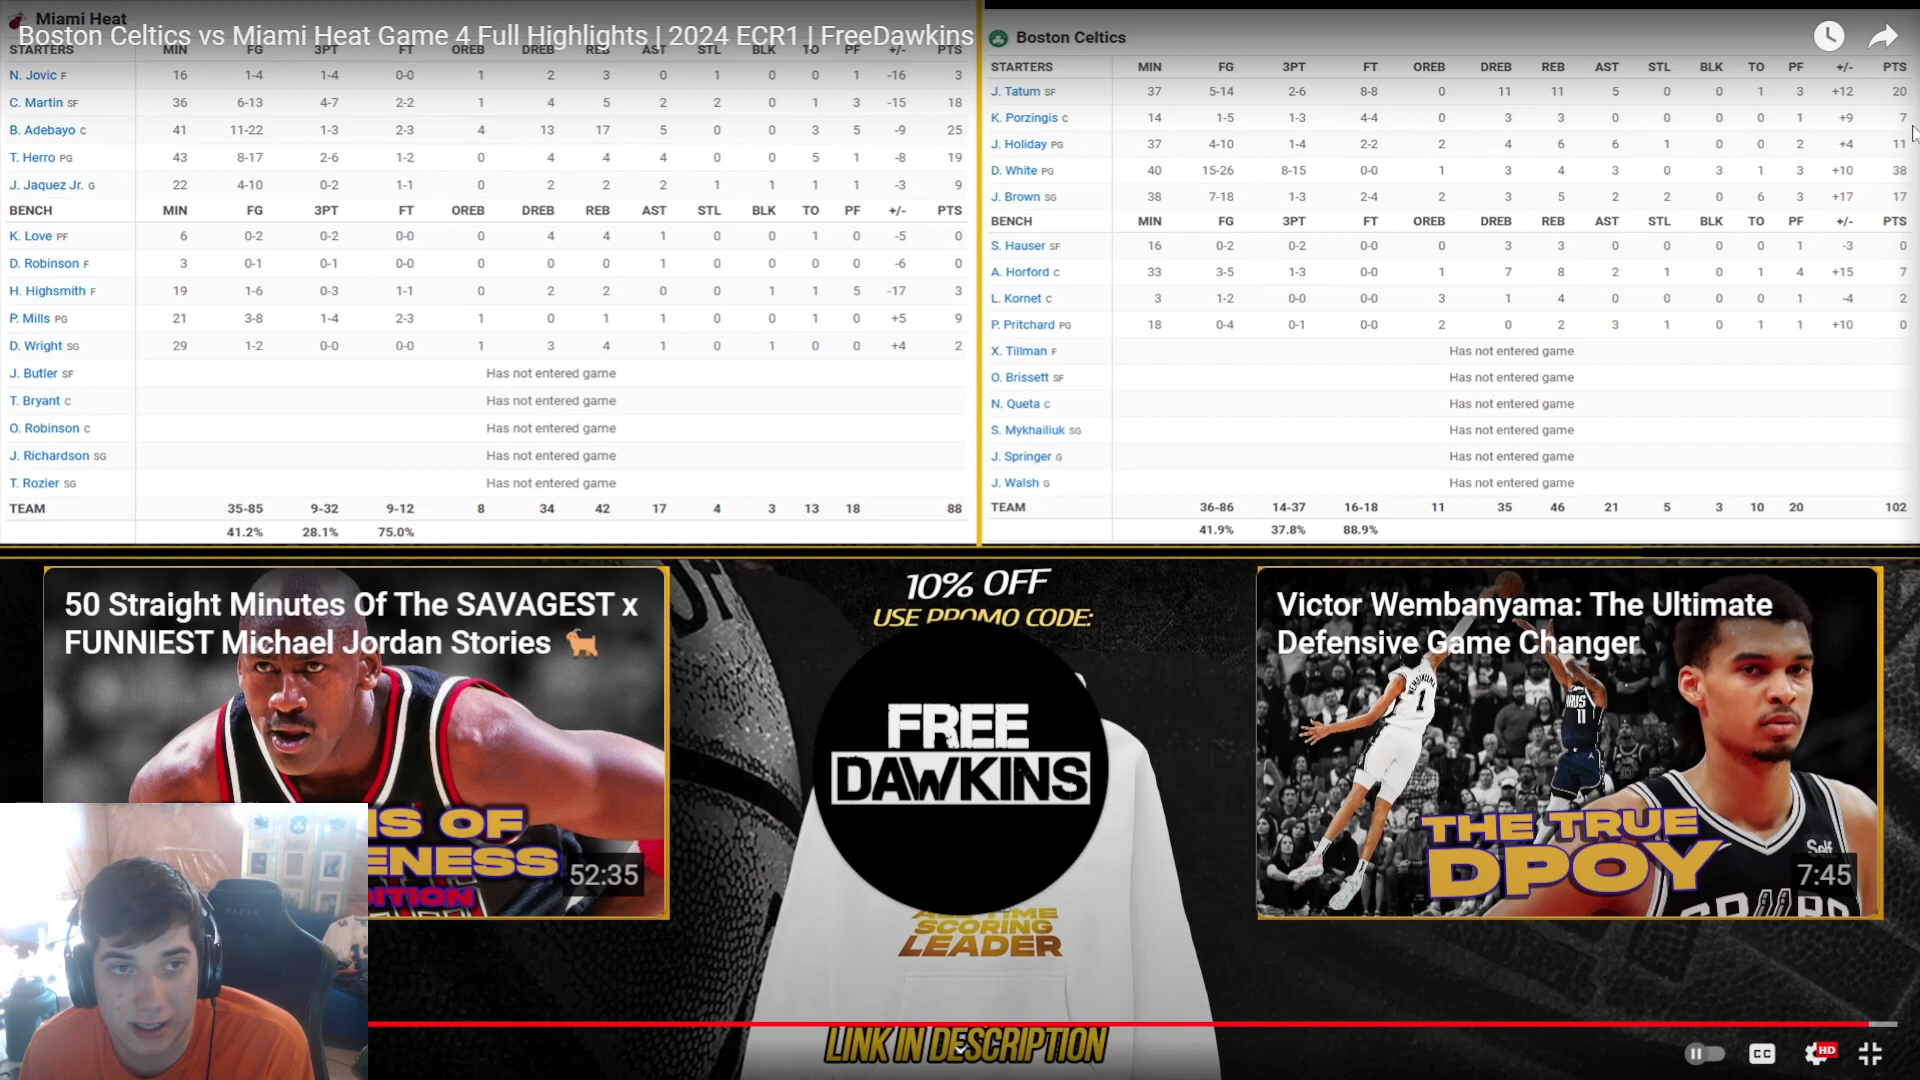 Miami Heat
Boston Celtics vs Miami Heat Game 4 Full Highlights | 2024 ECR1 | FreeDawkins
STARTERS MIN FG 3PT FT OREB DREB REB AST STL BLK TO PF +/- PTS
N. Jovic F 16 1-4 1-4 0-0 1 2 3 0 1 0 0 1 -16 3
C. Martin SF 36 6-13 4-7 2-2 1 4 5 2 2 0 1 3 -15 18
B. Adebayo C 41 11-22 1-3 2-3 4 13 17 5 0 0 3 5 -9 25
T. Herro PG 43 8-17 2-6 1-2 0 4 4 4 0 0 5 1 -8 19
J. Jaquez Jr. G 22 4-10 0-2 1-1 0 2 2 2 1 1 1 1 -3 9
BENCH MIN FG 3PT FT OREB DREB REB AST STL BLK TO PF +/- PTS
K. Love PF 6 0-2 0-2 0-0 0 4 4 1 0 0 1 0 -5 0
D. Robinson F 3 0-1 0-1 0-0 0 0 0 1 0 0 0 0 -6 0
H. Highsmith F 19 1-6 0-3 1-1 0 2 2 0 0 1 1 5 -17 3
P. Mills PG 21 3-8 1-4 2-3 1 0 1 1 0 0 1 0 +5 9
D. Wright SG 29 1-2 0-0 0-0 1 3 4 1 0 1 0 0 +4 2
J. Butler SF Has not entered game
T. Bryant C Has not entered game
O. Robinson C Has not entered game
J. Richardson SG Has not entered game
T. Rozier SG Has not entered game
TEAM 35-85 9-32 9-12 8 34 42 17 4 3 13 18 88
41.2% 28.1% 75.0%
Boston Celtics
STARTERS MIN FG 3PT FT OREB DREB REB AST STL BLK TO PF +/- PTS
J. Tatum SF 37 5-14 2-6 8-8 0 11 11 5 0 0 1 3 +12 20
K. Porzingis C 14 1-5 1-3 4-4 0 3 3 0 0 0 0 1 +9 7
J. Holiday PG 37 4-10 1-4 2-2 2 4 6 6 1 0 0 2 +4 11
D. White PG 40 15-26 8-15 0-0 1 3 4 3 0 3 1 3 +10 38
J. Brown SG 38 7-18 1-3 2-4 2 3 5 2 2 0 6 3 +17 17
BENCH MIN FG 3PT FT OREB DREB REB AST STL BLK TO PF +/- PTS
S. Hauser SF 16 0-2 0-2 0-0 0 3 3 0 0 0 0 1 -3 0
A. Horford C 33 3-5 1-3 0-0 1 7 8 2 1 0 1 4 +15 7
L. Kornet C 3 1-2 0-0 0-0 3 1 4 0 0 0 0 1 -4 2
P. Pritchard PG 18 0-4 0-1 0-0 2 0 2 3 1 0 1 1 +10 0
X. Tillman F Has not entered game
O. Brissett SF Has not entered game
N. Queta C Has not entered game
S. Mykhailiuk SG Has not entered game
J. Springer G Has not entered game
J. Walsh G Has not entered game
TEAM 36-86 14-37 16-18 11 35 46 21 5 3 10 20 102
41.9% 37.8% 88.9%
50 Straight Minutes Of The SAVAGEST x
FUNNIEST Michael Jordan Stories
IS OF
ENESS
DITION
52:35
10% OFF
USE PROMO CODE:
FREE
DAWKINS
ALL TIME
SCORING
LEADER
LINK IN DESCRIPTION
Victor Wembanyama: The Ultimate
Defensive Game Changer
WEMBANYAMA
1
11
THE TRUE
DPOY
Self
7:45
CC
HD